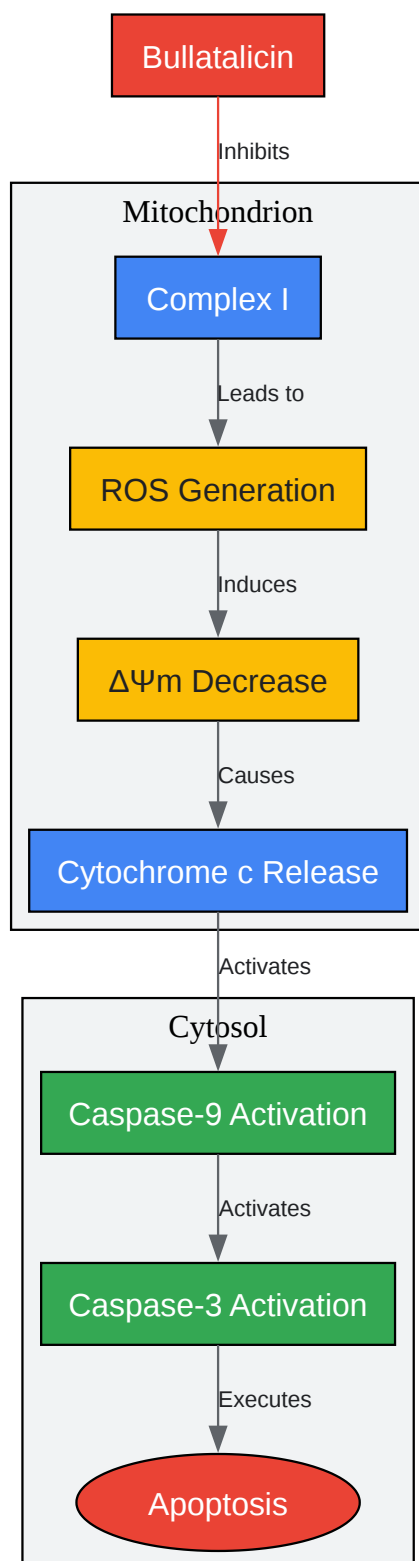 Bullatalicin
Inhibits
Mitochondrion
Complex I
Leads to
ROS Generation
Induces
ΔΨm Decrease
Causes
Cytochrome c Release
Activates
Cytosol
Caspase-9 Activation
Activates
Caspase-3 Activation
Executes
Apoptosis